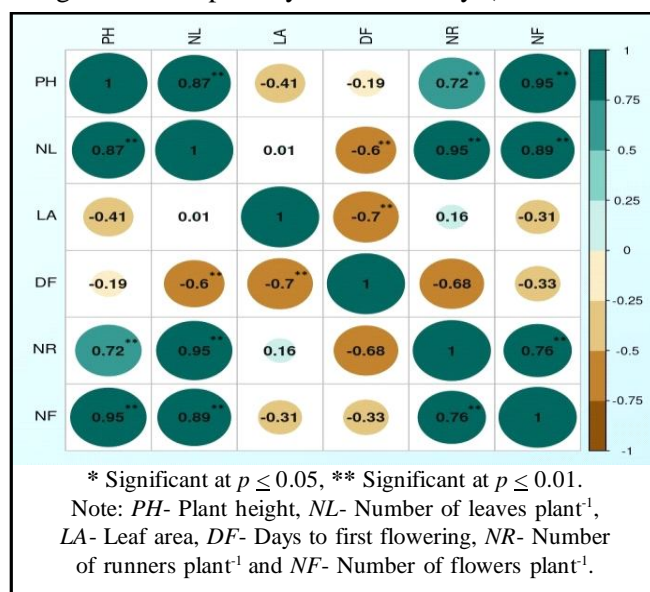 PH NL LA DF NR NF
PH 1 0.87** -0.41 -0.19 0.72** 0.95** 1
0.75
NL 0.87** 1 0.01 -0.6** 0.95** 0.89** 0.5
0.25
LA -0.41 0.01 1 -0.7** 0.16 -0.31
0
DF -0.19 -0.6** -0.7** 1 -0.68 -0.33 -0.25
-0.5
NR 0.72** 0.95** 0.16 -0.68 1 0.76**
-0.75
NF 0.95** 0.89** -0.31 -0.33 0.76** 1
-1
* Significant at p ≤ 0.05, ** Significant at p ≤ 0.01.
Note: PH- Plant height, NL- Number of leaves plant⁻¹,
LA- Leaf area, DF- Days to first flowering, NR- Number
of runners plant⁻¹ and NF- Number of flowers plant⁻¹.